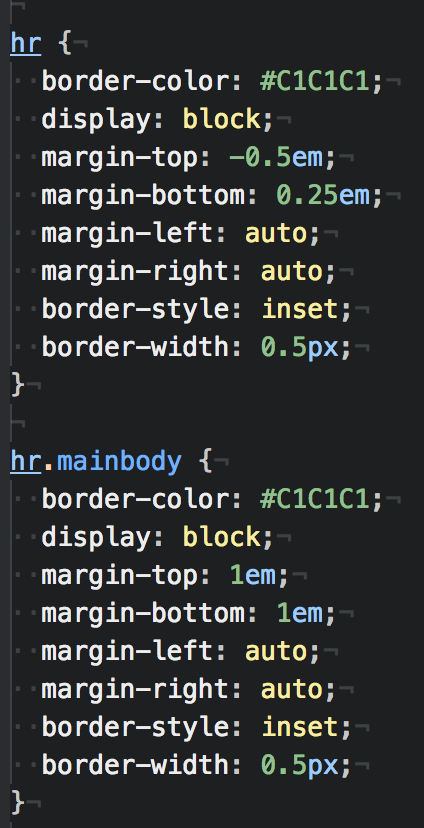 hr {
border-color: #C1C1C1;
display: block;
margin-top: -0.5em;
margin-bottom: 0.25em;
margin-left: auto;
margin-right: auto;
border-style: inset;
border-width: 0.5px;
}
hr.mainbody {
border-color: #C1C1C1;
display: block;
margin-top: 1em;
margin-bottom: 1em;
margin-left: auto;
margin-right: auto;
border-style: inset;
border-width: 0.5px;
}